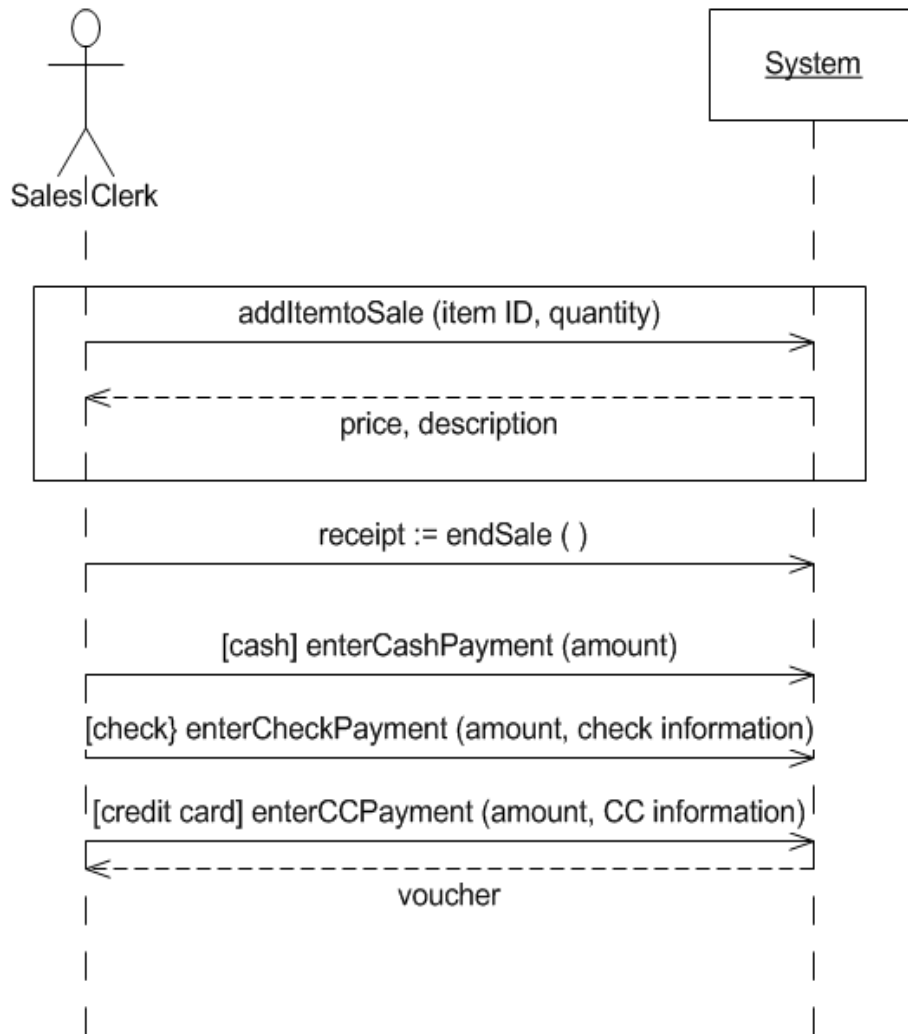 System
Sales Clerk
addItemtoSale (item ID, quantity)
price, description
receipt := endSale ( )
[cash] enterCashPayment (amount)
[check} enterCheckPayment (amount, check information)
[credit card] enterCCPayment (amount, CC information)
voucher